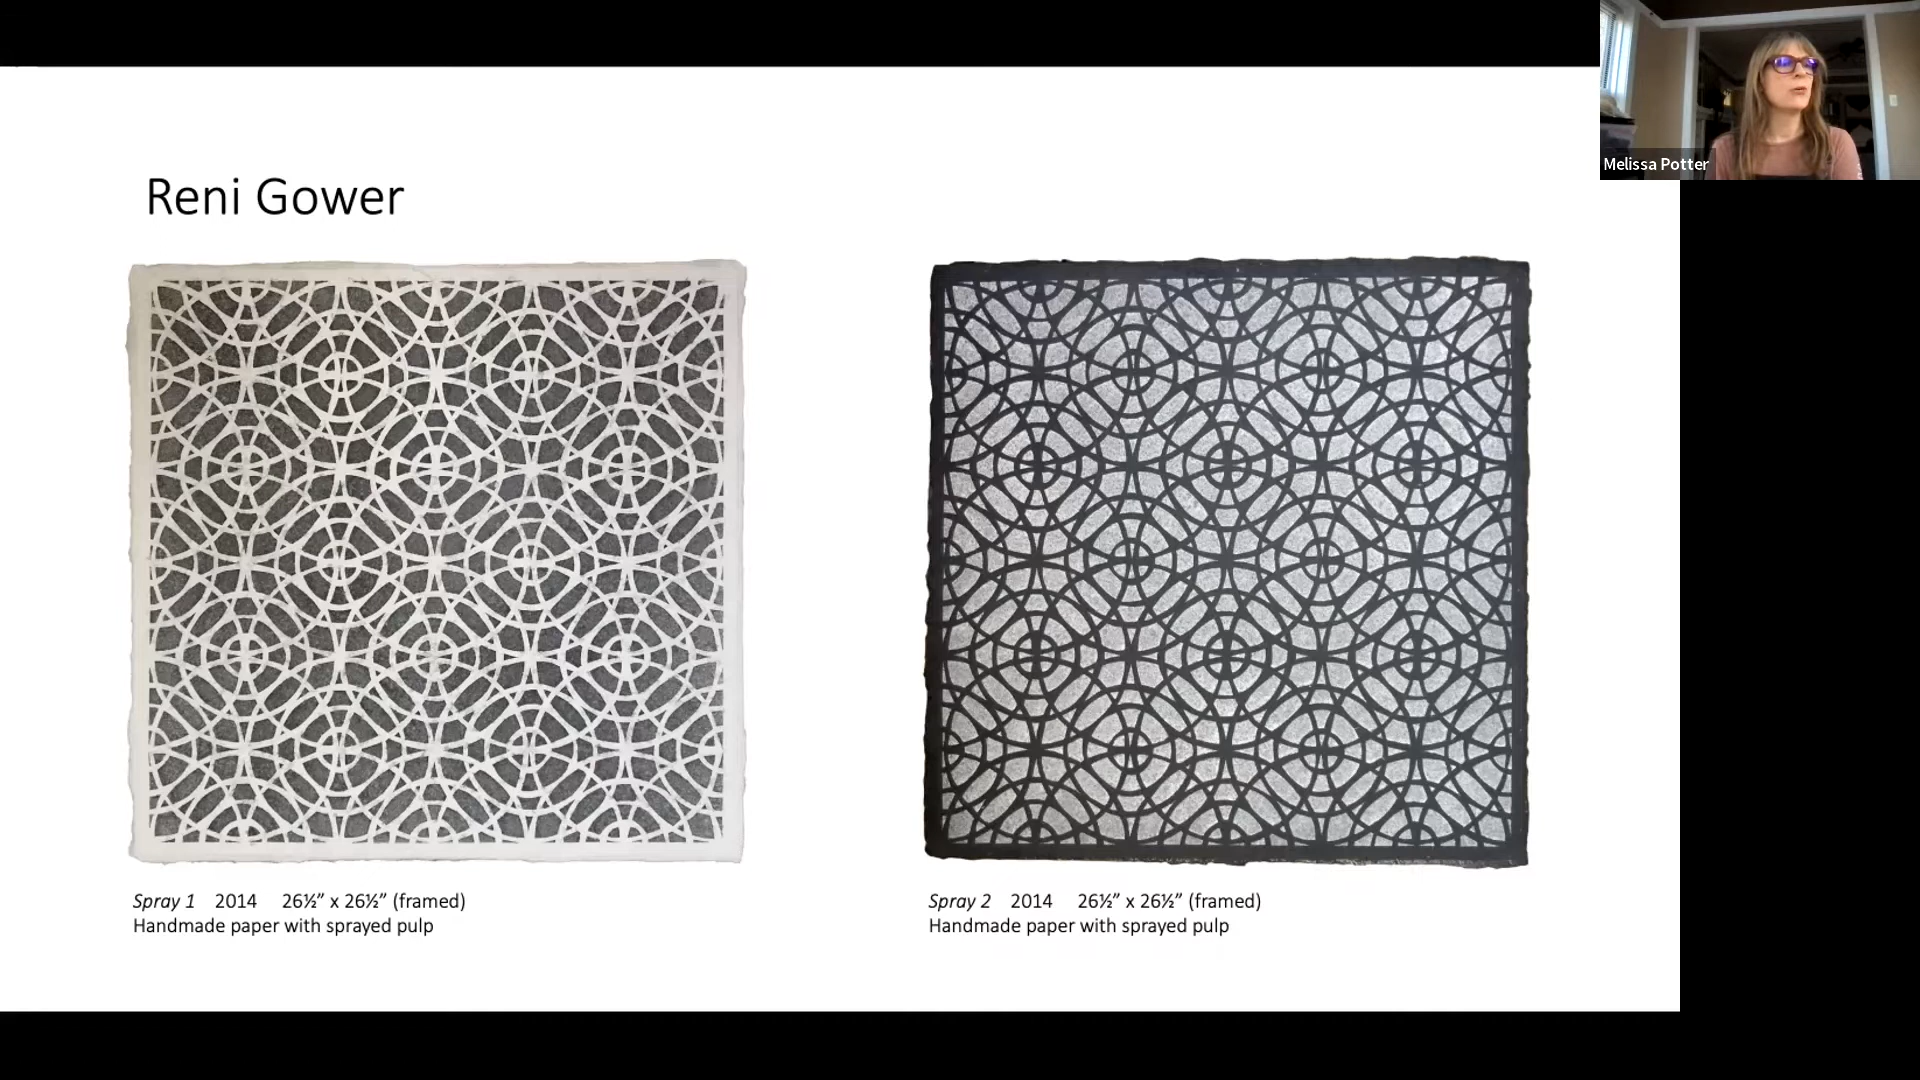 Melissa Potter
Reni Gower
Spray 1 2014 26½” x 26½” (framed)
Handmade paper with sprayed pulp
Spray 2 2014 26½” x 26½” (framed)
Handmade paper with sprayed pulp